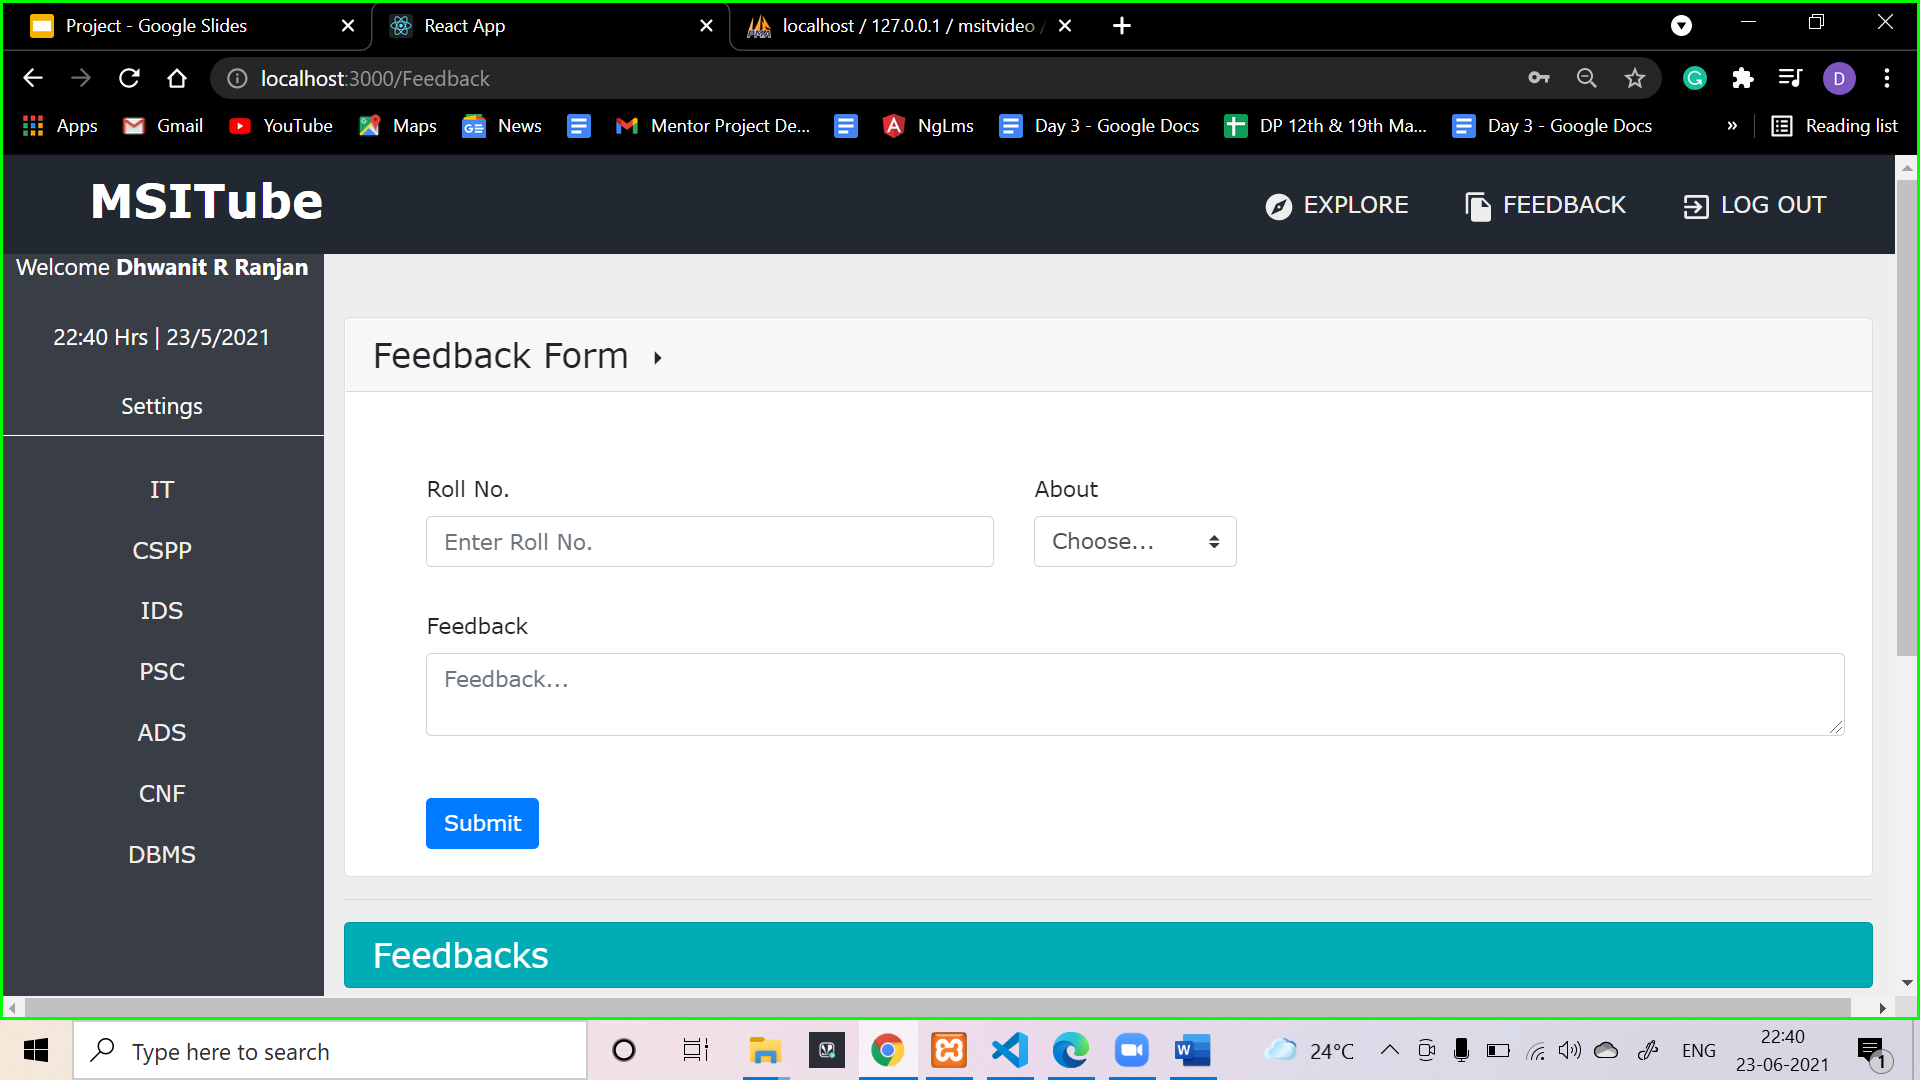 Project - Google Slides
React App
localhost / 127.0.0.1 / msitvideo /
localhost:3000/Feedback
D
Apps
Gmail
YouTube
Maps
News
Mentor Project De...
NgLms
Day 3 - Google Docs
DP 12th & 19th Ma...
Day 3 - Google Docs
»
Reading list
MSITube
EXPLORE
FEEDBACK
LOG OUT
Welcome Dhwanit R Ranjan
22:40 Hrs | 23/5/2021
Settings
IT
CSPP
IDS
PSC
ADS
CNF
DBMS
Feedback Form
Roll No.
About
Enter Roll No.
Choose...
Feedback
Feedback...
Submit
Feedbacks
Type here to search
24°C
ENG
22:40
23-06-2021
1